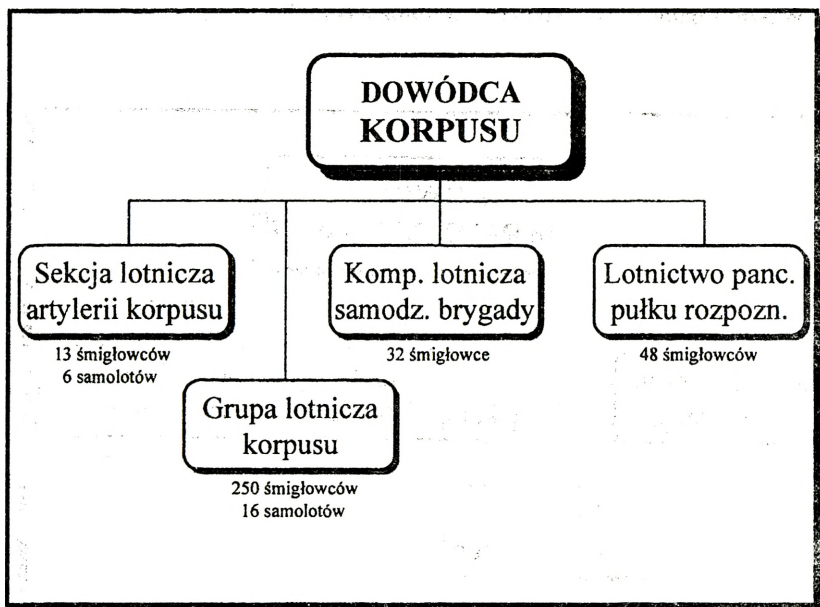 DOWÓDCA
KORPUSU
Sekcja lotnicza
artylerii korpusu
13 śmigłowców
6 samolotów
Grupa lotnicza
korpusu
250 śmigłowców
16 samolotów
Komp. lotnicza
samodz. brygady
32 śmigłowce
Lotnictwo panc.
pułku rozpozn.
48 śmigłowców